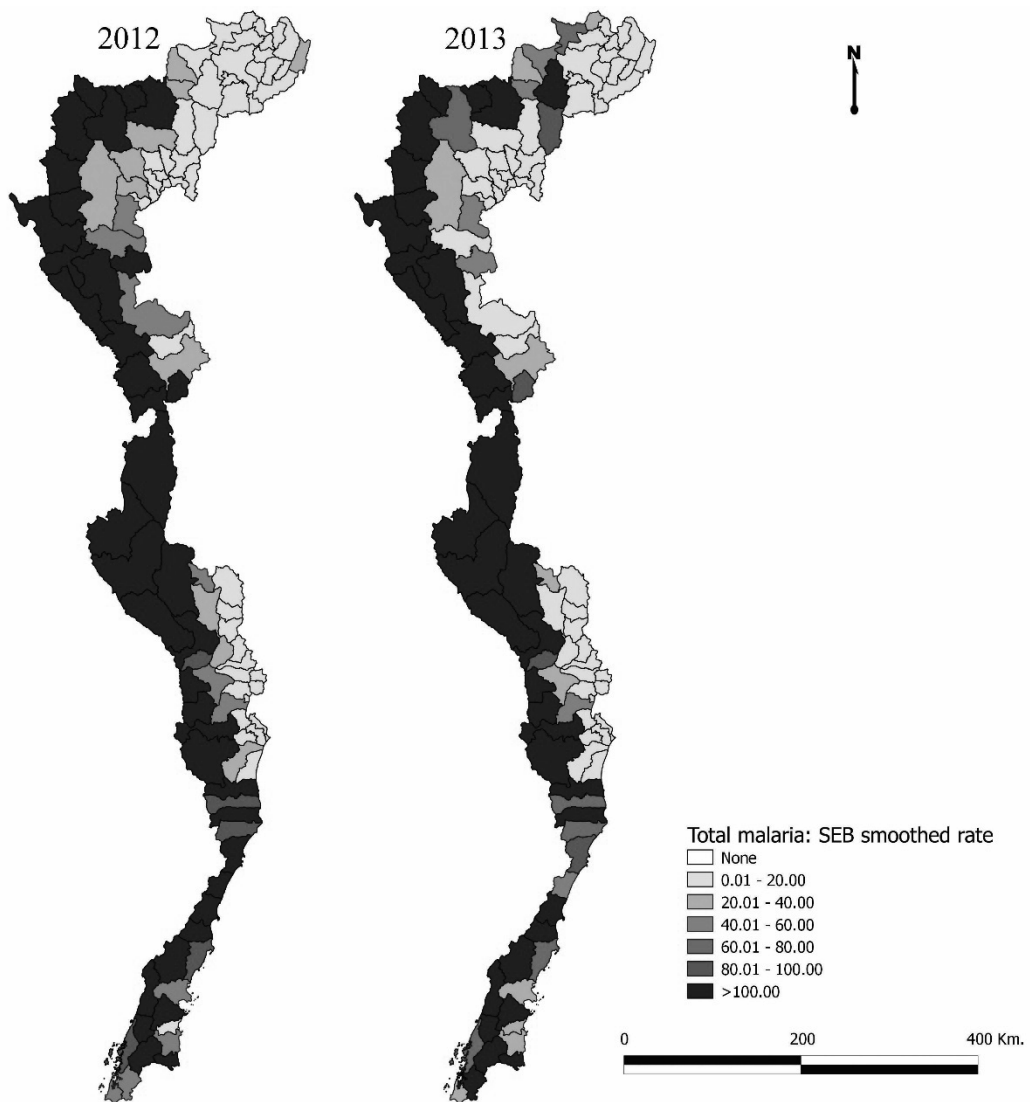 2012
2013
N
Total malaria: SEB smoothed rate
None
0.01 - 20.00
20.01 - 40.00
40.01 - 60.00
60.01 - 80.00
80.01 - 100.00
>100.00
0 200 400 Km.